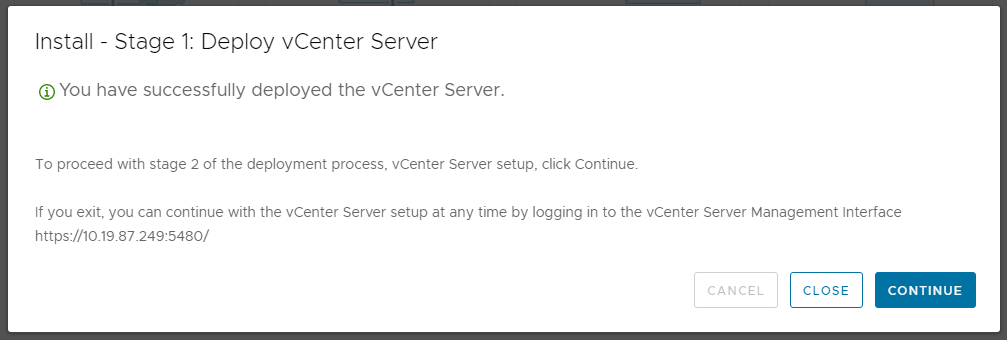 Install - Stage 1: Deploy vCenter Server
You have successfully deployed the vCenter Server.
To proceed with stage 2 of the deployment process, vCenter Server setup, click Continue.
If you exit, you can continue with the vCenter Server setup at any time by logging in to the vCenter Server Management Interface
https://10.19.87.249:5480/
CANCEL CLOSE CONTINUE